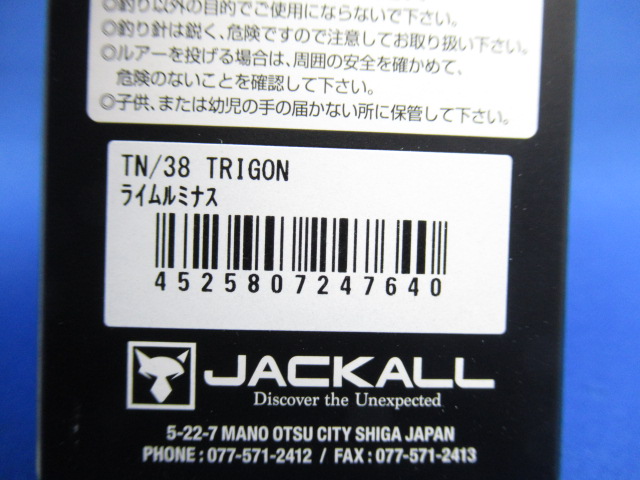 ◎釣り以外の目的でご使用にならないで下さい。
◎釣り針は鋭く、危険ですので注意してお取り扱い下さい。
◎ルアーを投げる場合は、周囲の安全を確かめて、
危険のないことを確認して下さい。
◎子供、または幼児の手の届かない所に保管して下さい。
TN/38 TRIGON
ライムルミナス
4525807247640
JACKALL
Discover the Unexpected
5-22-7 MANO OTSU CITY SHIGA JAPAN
PHONE : 077-571-2412 / FAX : 077-571-2413